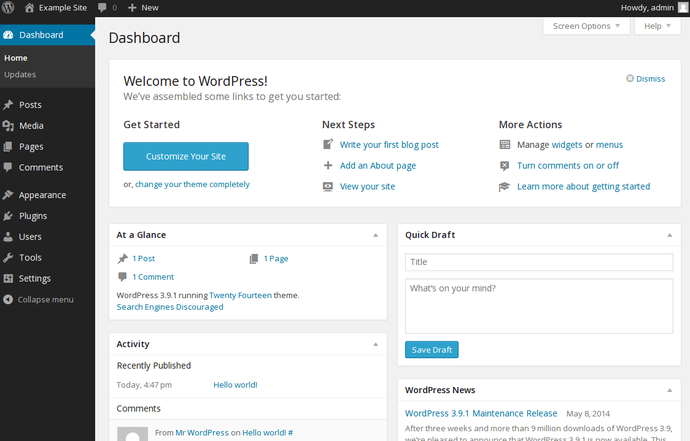 Example Site 0 + New Howdy, admin
Dashboard
Home
Updates
Posts
Media
Pages
Comments
Appearance
Plugins
Users
Tools
Settings
Collapse menu
Screen Options Help
Dashboard
Welcome to WordPress!
We've assembled some links to get you started:
Dismiss
Get Started
Customize Your Site
or, change your theme completely
Next Steps
Write your first blog post
Add an About page
View your site
More Actions
Manage widgets or menus
Turn comments on or off
Learn more about getting started
At a Glance
1 Post 1 Page
1 Comment
WordPress 3.9.1 running Twenty Fourteen theme.
Search Engines Discouraged
Activity
Recently Published
Today, 4:47 pm Hello world!
Comments
From Mr WordPress on Hello world! #
Quick Draft
Title
What's on your mind?
Save Draft
WordPress News
WordPress 3.9.1 Maintenance Release May 8, 2014
After three weeks and more than 9 million downloads of WordPress 3.9,
we're pleased to announce that WordPress 3.9.1 is now available. This